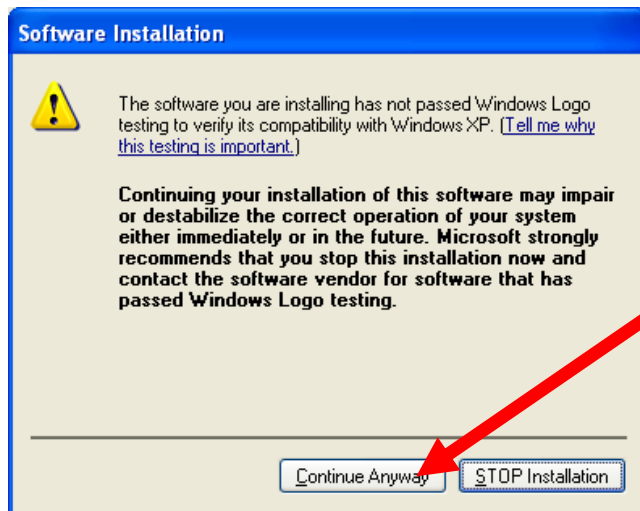 Software Installation
The software you are installing has not passed Windows Logo
testing to verify its compatibility with Windows XP. (Tell me why
this testing is important.)
Continuing your installation of this software may impair
or destabilize the correct operation of your system
either immediately or in the future. Microsoft strongly
recommends that you stop this installation now and
contact the software vendor for software that has
passed Windows Logo testing.
Continue Anyway STOP Installation